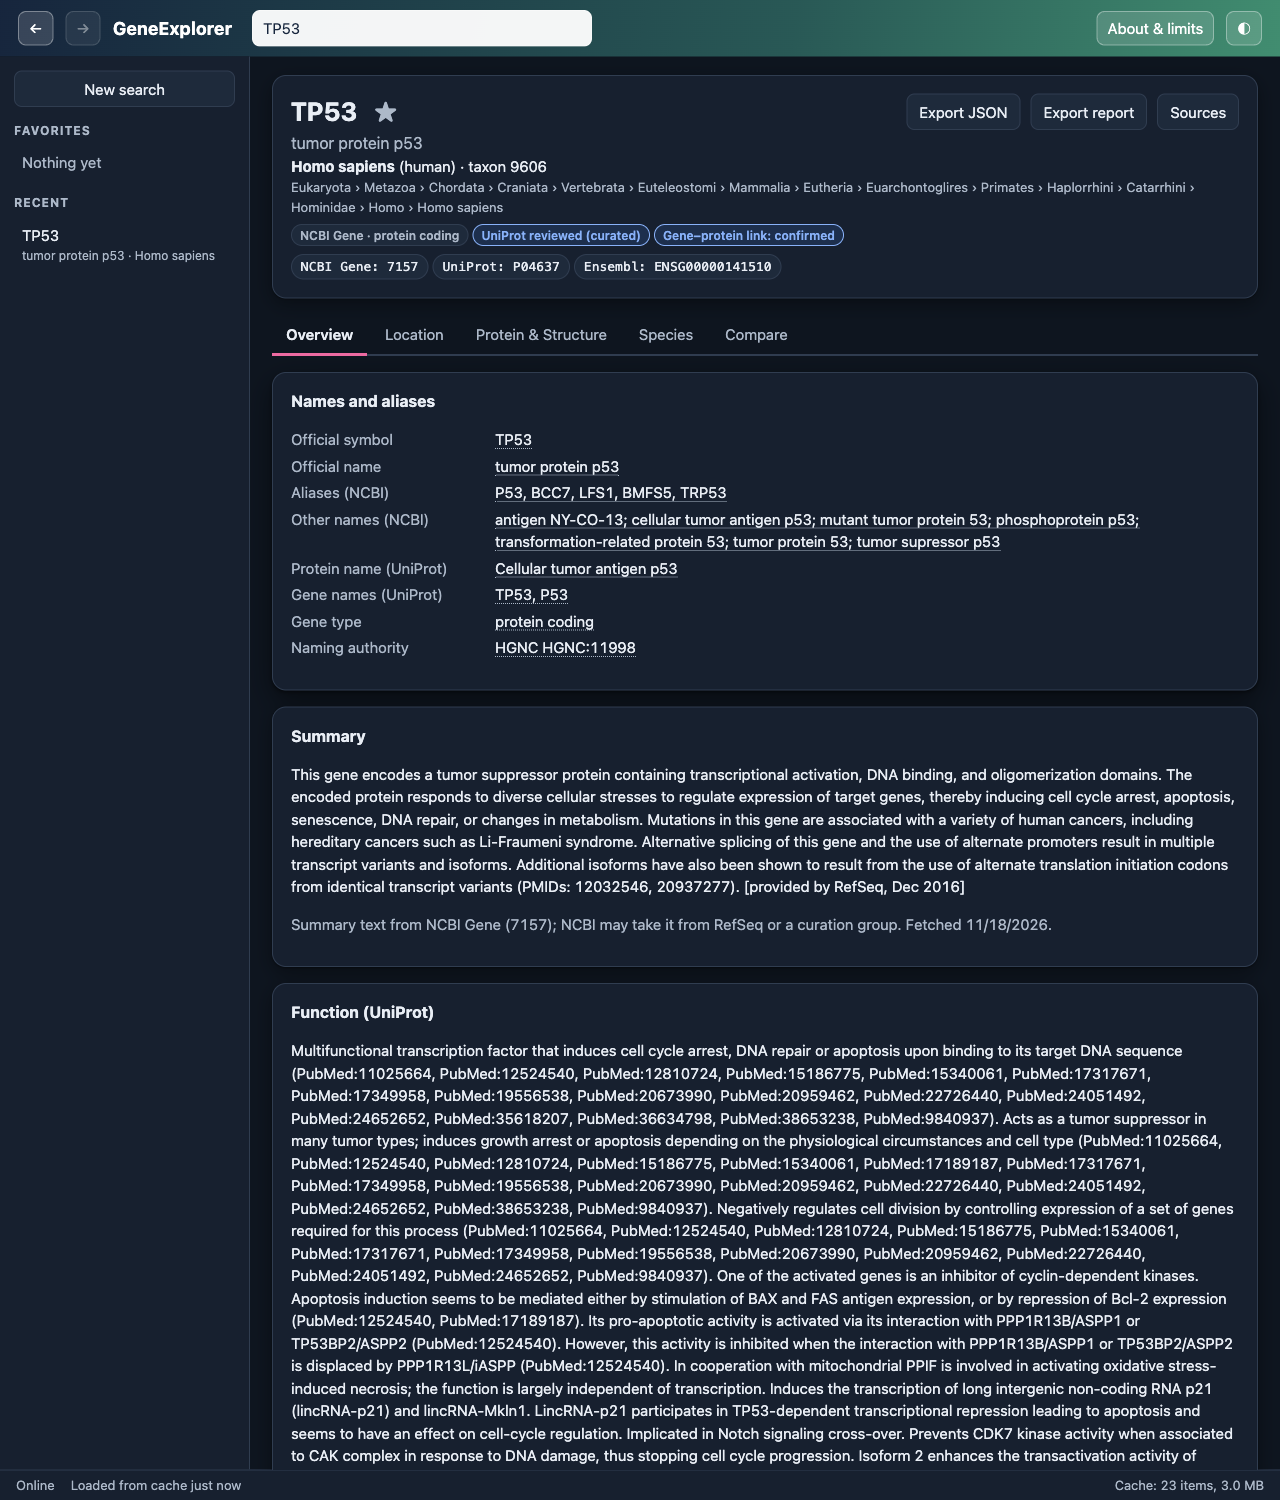 GeneExplorer
TP53
About & limits
New search
FAVORITES
Nothing yet
RECENT
TP53
tumor protein p53 · Homo sapiens
TP53
Export JSON
Export report
Sources
tumor protein p53
Homo sapiens (human) · taxon 9606
Eukaryota › Metazoa › Chordata › Craniata › Vertebrata › Euteleostomi › Mammalia › Eutheria › Euarchontoglires › Primates › Haplorrhini › Catarrhini ›
Hominidae › Homo › Homo sapiens
NCBI Gene · protein coding
UniProt reviewed (curated)
Gene–protein link: confirmed
NCBI Gene: 7157
UniProt: P04637
Ensembl: ENSG00000141510
Overview
Location
Protein & Structure
Species
Compare
Names and aliases
Official symbol TP53
Official name tumor protein p53
Aliases (NCBI) P53, BCC7, LFS1, BMFS5, TRP53
Other names (NCBI) antigen NY-CO-13; cellular tumor antigen p53; mutant tumor protein 53; phosphoprotein p53;
transformation-related protein 53; tumor protein 53; tumor supressor p53
Protein name (UniProt) Cellular tumor antigen p53
Gene names (UniProt) TP53, P53
Gene type protein coding
Naming authority HGNC HGNC:11998
Summary
This gene encodes a tumor suppressor protein containing transcriptional activation, DNA binding, and oligomerization domains. The
encoded protein responds to diverse cellular stresses to regulate expression of target genes, thereby inducing cell cycle arrest, apoptosis,
senescence, DNA repair, or changes in metabolism. Mutations in this gene are associated with a variety of human cancers, including
hereditary cancers such as Li-Fraumeni syndrome. Alternative splicing of this gene and the use of alternate promoters result in multiple
transcript variants and isoforms. Additional isoforms have also been shown to result from the use of alternate translation initiation codons
from identical transcript variants (PMIDs: 12032546, 20937277). [provided by RefSeq, Dec 2016]
Summary text from NCBI Gene (7157); NCBI may take it from RefSeq or a curation group. Fetched 11/18/2026.
Function (UniProt)
Multifunctional transcription factor that induces cell cycle arrest, DNA repair or apoptosis upon binding to its target DNA sequence
(PubMed:11025664, PubMed:12524540, PubMed:12810724, PubMed:15186775, PubMed:15340061, PubMed:17317671,
PubMed:17349958, PubMed:19556538, PubMed:20673990, PubMed:20959462, PubMed:22726440, PubMed:24051492,
PubMed:24652652, PubMed:35618207, PubMed:36634798, PubMed:38653238, PubMed:9840937). Acts as a tumor suppressor in
many tumor types; induces growth arrest or apoptosis depending on the physiological circumstances and cell type (PubMed:11025664,
PubMed:12524540, PubMed:12810724, PubMed:15186775, PubMed:15340061, PubMed:17189187, PubMed:17317671,
PubMed:17349958, PubMed:19556538, PubMed:20673990, PubMed:20959462, PubMed:22726440, PubMed:24051492,
PubMed:24652652, PubMed:38653238, PubMed:9840937). Negatively regulates cell division by controlling expression of a set of genes
required for this process (PubMed:11025664, PubMed:12524540, PubMed:12810724, PubMed:15186775, PubMed:15340061,
PubMed:17317671, PubMed:17349958, PubMed:19556538, PubMed:20673990, PubMed:20959462, PubMed:22726440,
PubMed:24051492, PubMed:24652652, PubMed:9840937). One of the activated genes is an inhibitor of cyclin-dependent kinases.
Apoptosis induction seems to be mediated either by stimulation of BAX and FAS antigen expression, or by repression of Bcl-2 expression
(PubMed:12524540, PubMed:17189187). Its pro-apoptotic activity is activated via its interaction with PPP1R13B/ASPP1 or
TP53BP2/ASPP2 (PubMed:12524540). However, this activity is inhibited when the interaction with PPP1R13B/ASPP1 or TP53BP2/ASPP2
is displaced by PPP1R13L/iASPP (PubMed:12524540). In cooperation with mitochondrial PPIF is involved in activating oxidative stress-
induced necrosis; the function is largely independent of transcription. Induces the transcription of long intergenic non-coding RNA p21
(lincRNA-p21) and lincRNA-Mkln1. LincRNA-p21 participates in TP53-dependent transcriptional repression leading to apoptosis and
seems to have an effect on cell-cycle regulation. Implicated in Notch signaling cross-over. Prevents CDK7 kinase activity when associated
to CAK complex in response to DNA damage, thus stopping cell cycle progression. Isoform 2 enhances the transactivation activity of
Online
Loaded from cache just now
Cache: 23 items, 3.0 MB